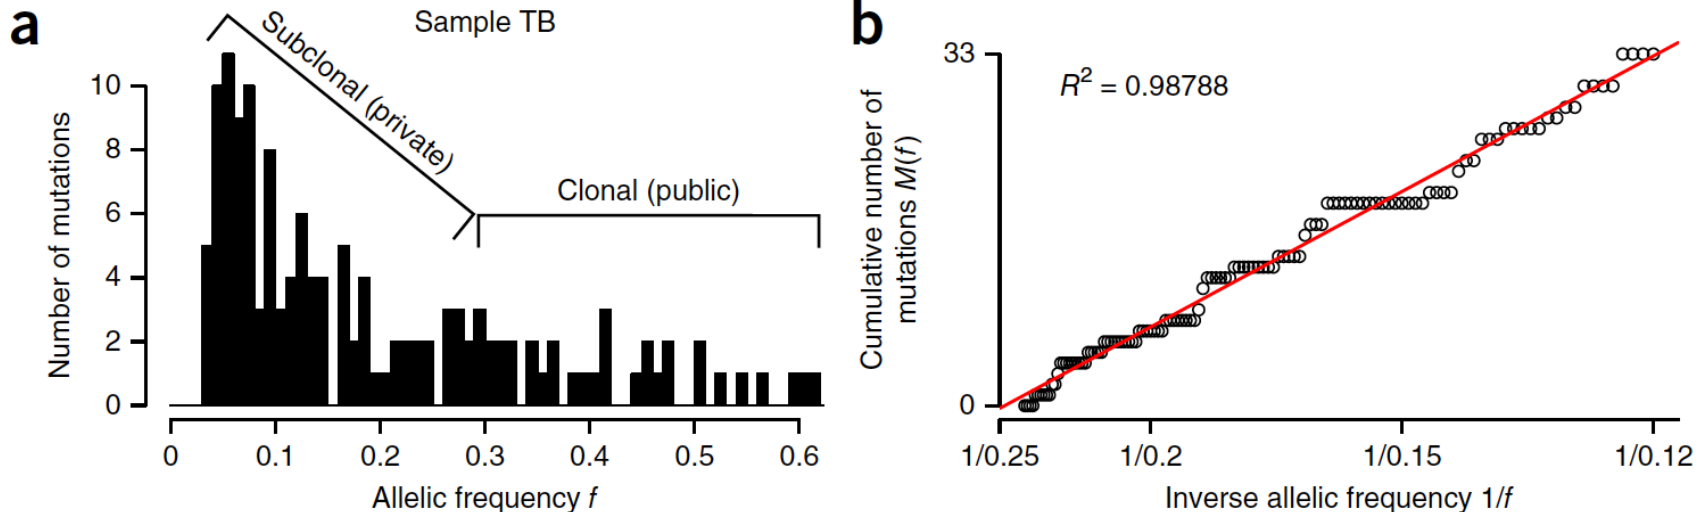 a
Sample TB
Subclonal (private)
Clonal (public)
Number of mutations
10
8
6
4
2
0
0 0.1 0.2 0.3 0.4 0.5 0.6
Allelic frequency f
b
R² = 0.98788
Cumulative number of
mutations M(f)
33
0
1/0.25 1/0.2 1/0.15 1/0.12
Inverse allelic frequency 1/f